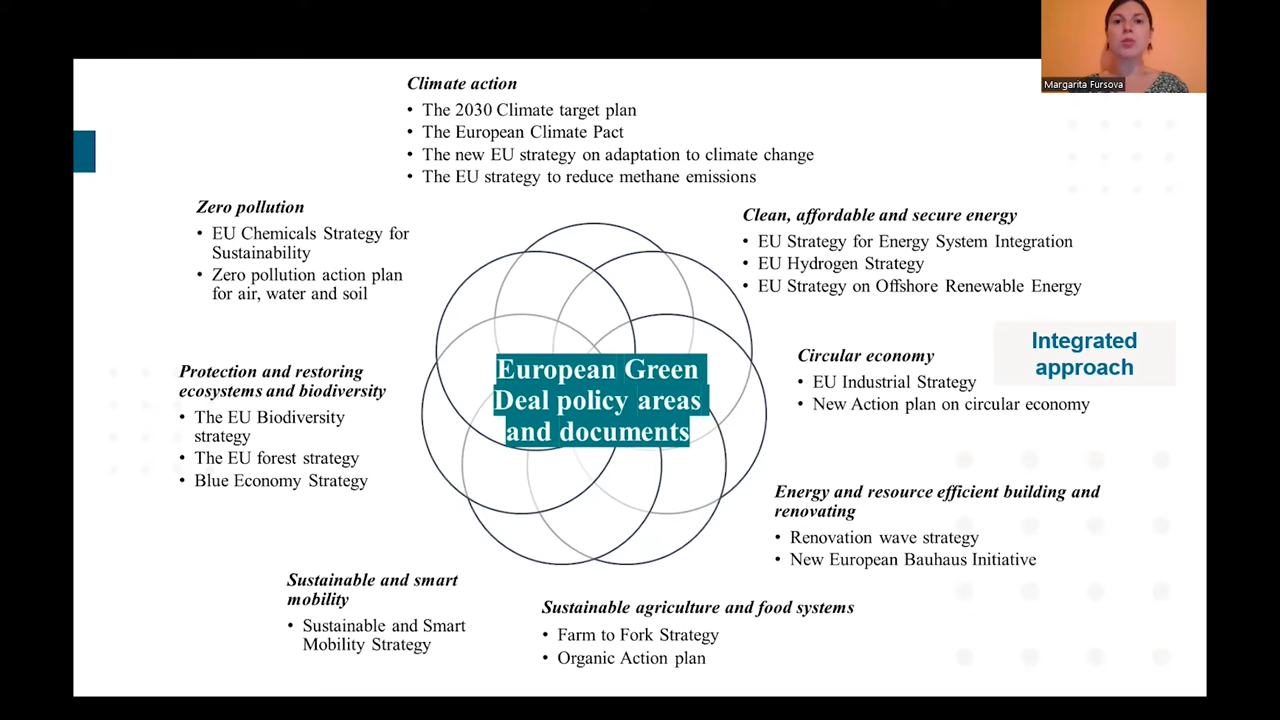 Climate action
• The 2030 Climate target plan
• The European Climate Pact
• The new EU strategy on adaptation to climate change
• The EU strategy to reduce methane emissions
Margarita Fursova
Zero pollution
• EU Chemicals Strategy for
Sustainability
• Zero pollution action plan
for air, water and soil
Clean, affordable and secure energy
• EU Strategy for Energy System Integration
• EU Hydrogen Strategy
• EU Strategy on Offshore Renewable Energy
Integrated
approach
Circular economy
• EU Industrial Strategy
• New Action plan on circular economy
European Green
Deal policy areas
and documents
Protection and restoring
ecosystems and biodiversity
• The EU Biodiversity
strategy
• The EU forest strategy
• Blue Economy Strategy
Energy and resource efficient building and
renovating
• Renovation wave strategy
• New European Bauhaus Initiative
Sustainable and smart
mobility
• Sustainable and Smart
Mobility Strategy
Sustainable agriculture and food systems
• Farm to Fork Strategy
• Organic Action plan